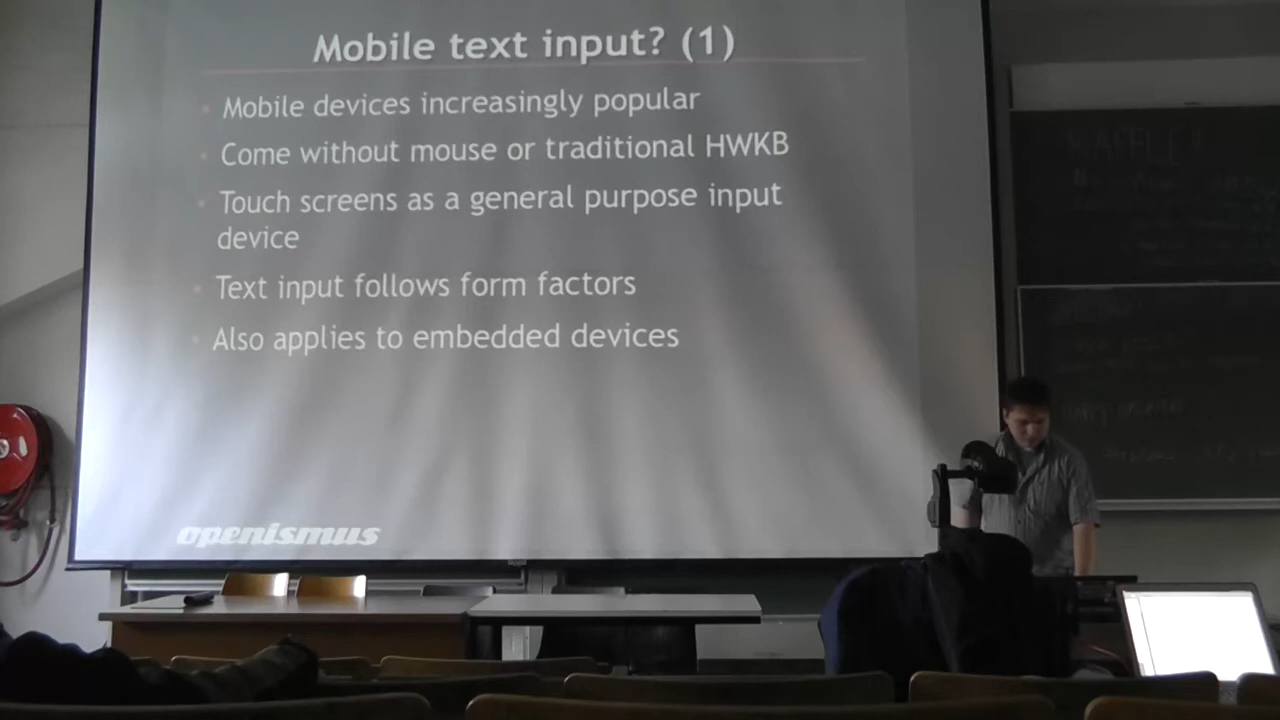 Mobile text input? (1)
Mobile devices increasingly popular
Come without mouse or traditional HWKB
Touch screens as a general purpose input
device
Text input follows form factors
Also applies to embedded devices
openismus